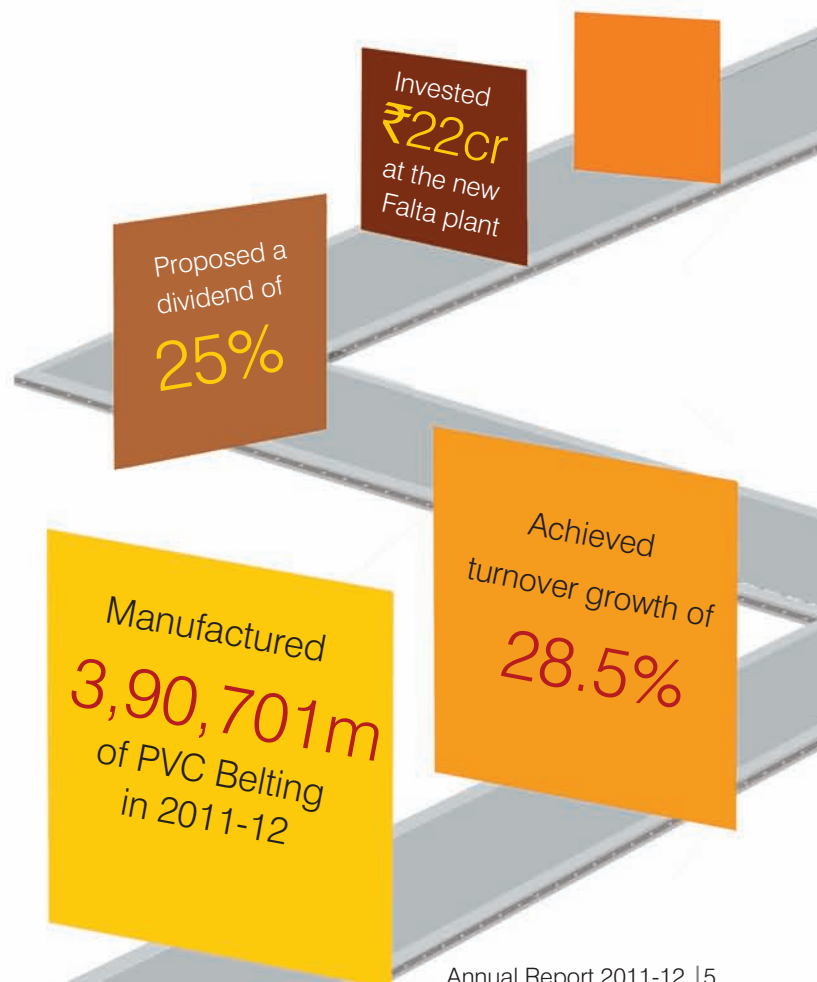 Invested
₹22cr
at the new
Falta plant
Proposed a
dividend of
25%
Achieved
turnover growth of
28.5%
Manufactured
3,90,701m
of PVC Belting
in 2011-12
Annual Report 2011-12 |5